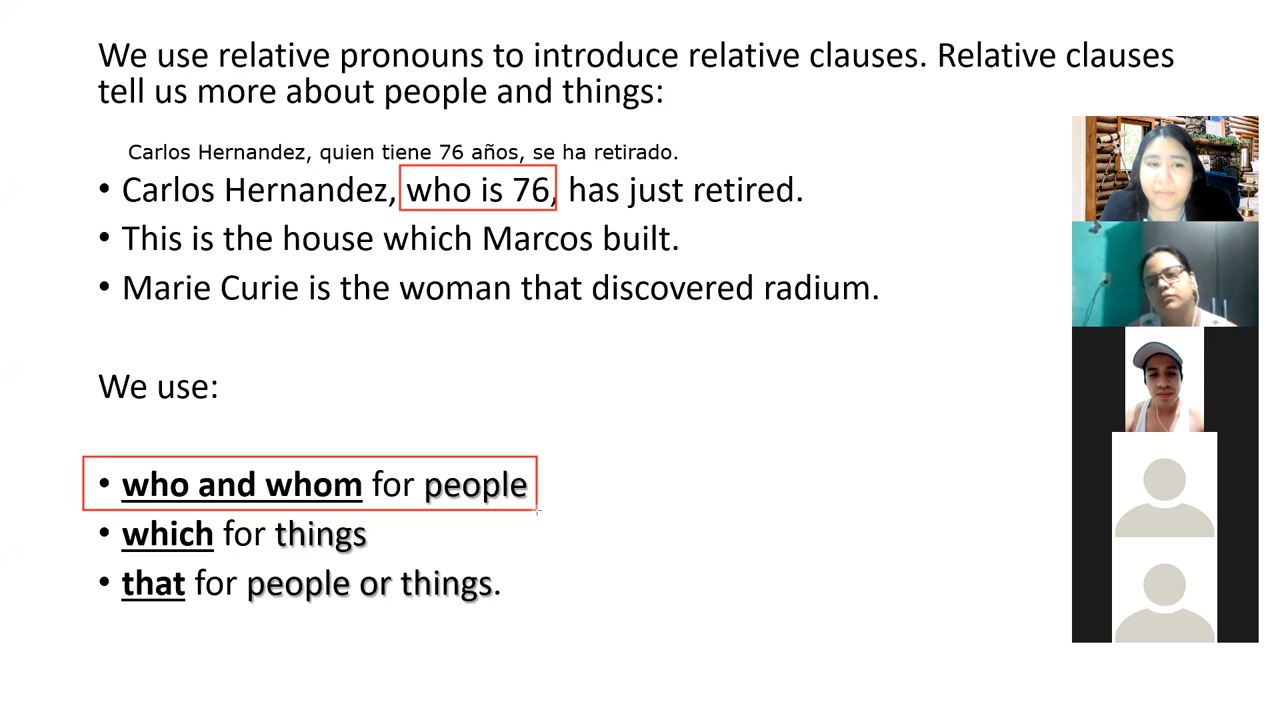 We use relative pronouns to introduce relative clauses. Relative clauses
tell us more about people and things:
Carlos Hernandez, quien tiene 76 años, se ha retirado.
• Carlos Hernandez, who is 76, has just retired.
• This is the house which Marcos built.
• Marie Curie is the woman that discovered radium.
We use:
• who and whom for people
• which for things
• that for people or things.